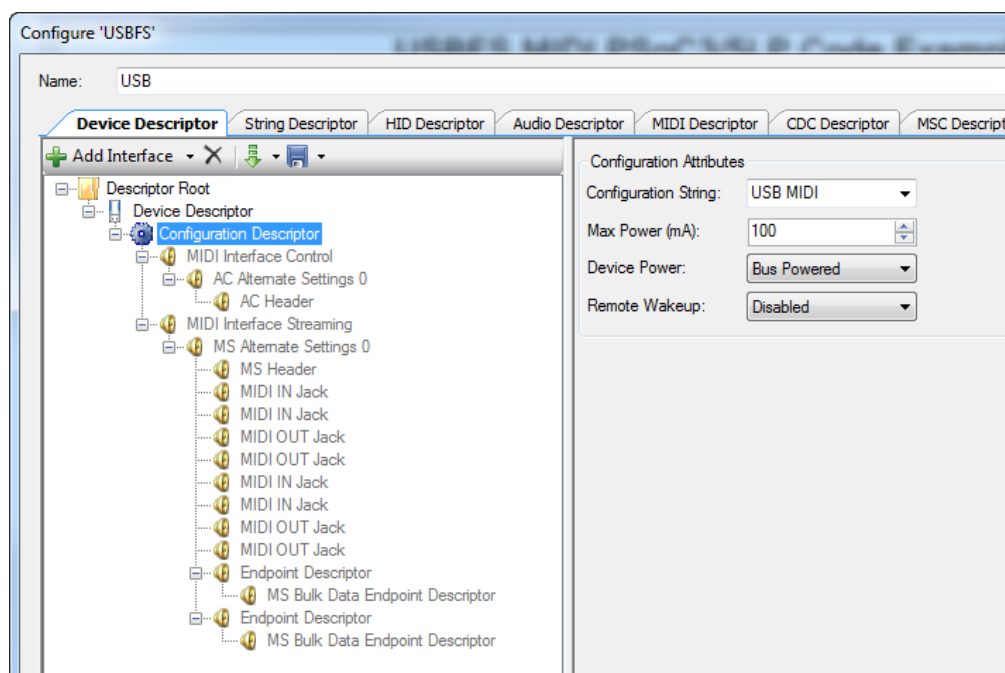 Configure 'USBFS'
Name: USB
Device Descriptor String Descriptor HID Descriptor Audio Descriptor MIDI Descriptor CDC Descriptor MSC Descript
Add Interface
Descriptor Root
Device Descriptor
Configuration Descriptor
MIDI Interface Control
AC Alternate Settings 0
AC Header
MIDI Interface Streaming
MS Alternate Settings 0
MS Header
MIDI IN Jack
MIDI IN Jack
MIDI OUT Jack
MIDI OUT Jack
MIDI IN Jack
MIDI IN Jack
MIDI OUT Jack
MIDI OUT Jack
Endpoint Descriptor
MS Bulk Data Endpoint Descriptor
Endpoint Descriptor
MS Bulk Data Endpoint Descriptor
Configuration Attributes
Configuration String: USB MIDI
Max Power (mA): 100
Device Power: Bus Powered
Remote Wakeup: Disabled